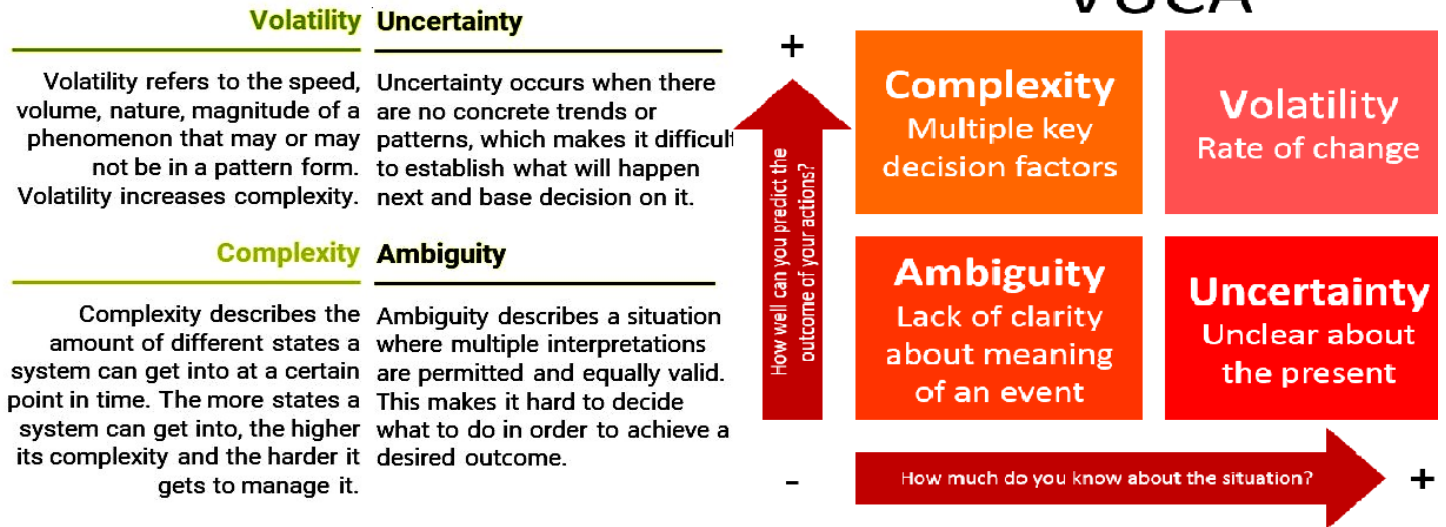 Volatility
Volatility refers to the speed,
volume, nature, magnitude of a
phenomenon that may or may
not be in a pattern form.
Volatility increases complexity.
Uncertainty
Uncertainty occurs when there
are no concrete trends or
patterns, which makes it difficult
to establish what will happen
next and base decision on it.
Complexity
Complexity describes the
amount of different states a
system can get into at a certain
point in time. The more states a
system can get into, the higher
its complexity and the harder it
gets to manage it.
Ambiguity
Ambiguity describes a situation
where multiple interpretations
are permitted and equally valid.
This makes it hard to decide
what to do in order to achieve a
desired outcome.
VUCA
+
How well can you predict the
outcome of your actions?
-
Complexity
Multiple key
decision factors
Volatility
Rate of change
Ambiguity
Lack of clarity
about meaning
of an event
Uncertainty
Unclear about
the present
How much do you know about the situation?
+